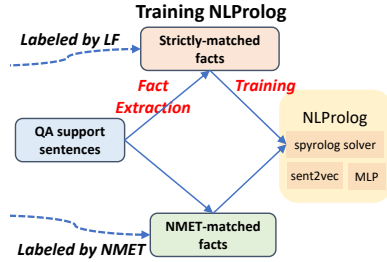 Training NLProlog
Labeled by LF
Strictly-matched
facts
Fact
Extraction
Training
QA support
sentences
NLProlog
spyrolog solver
sent2vec
MLP
NMET-matched
facts
Labeled by NMET